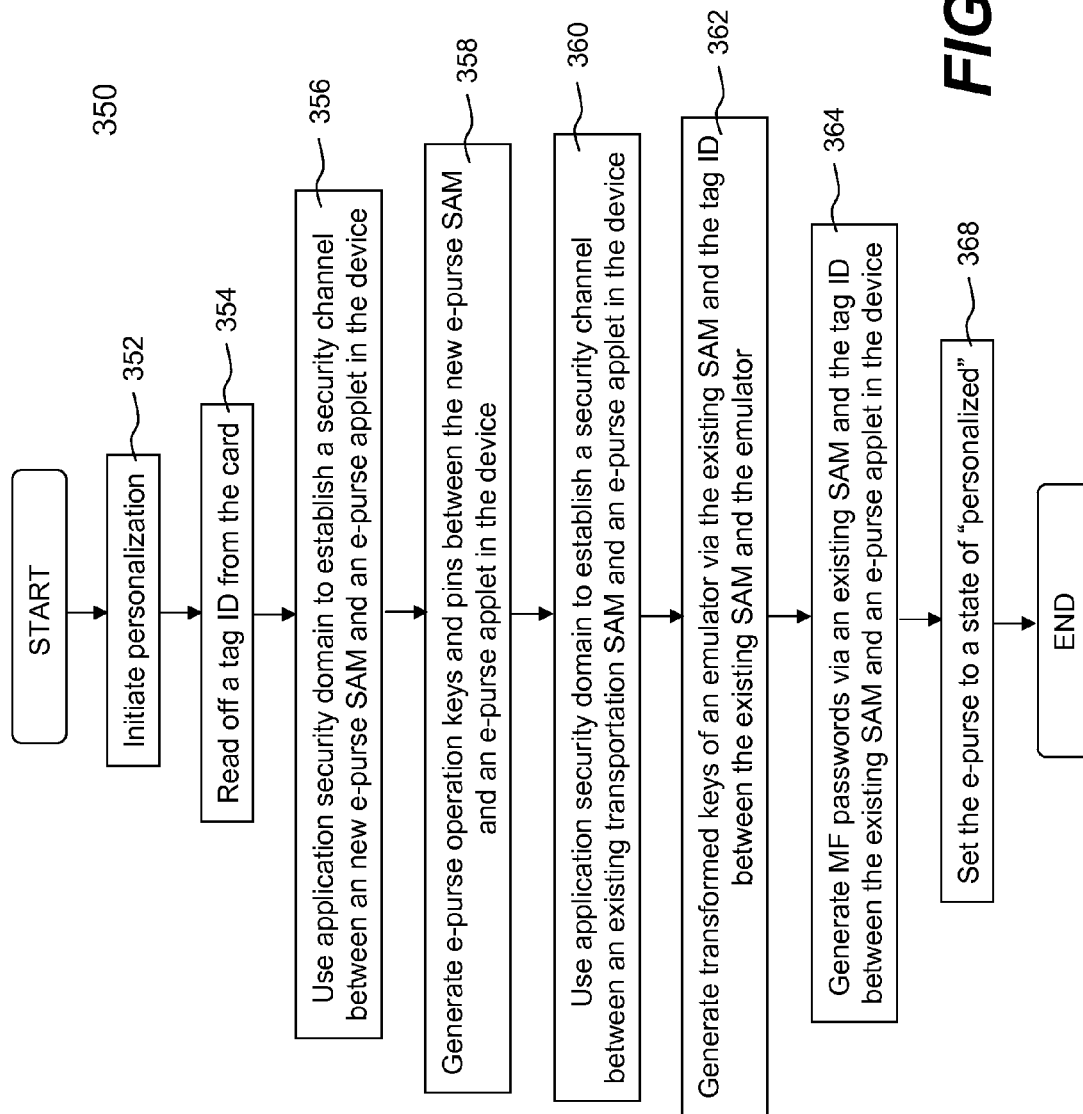 350
START
Initiate personalization
352
Read off a tag ID from the card
354
Use application security domain to establish a security channel
between an new e-purse SAM and an e-purse applet in the device
356
Generate e-purse operation keys and pins between the new e-purse SAM
and an e-purse applet in the device
358
Use application security domain to establish a security channel
between an existing transportation SAM and an e-purse applet in the device
360
Generate transformed keys of an emulator via the existing SAM and the tag ID
between the existing SAM and the emulator
362
Generate MF passwords via an existing SAM and the tag ID
between the existing SAM and an e-purse applet in the device
364
Set the e-purse to a state of “personalized”
368
END
FIG